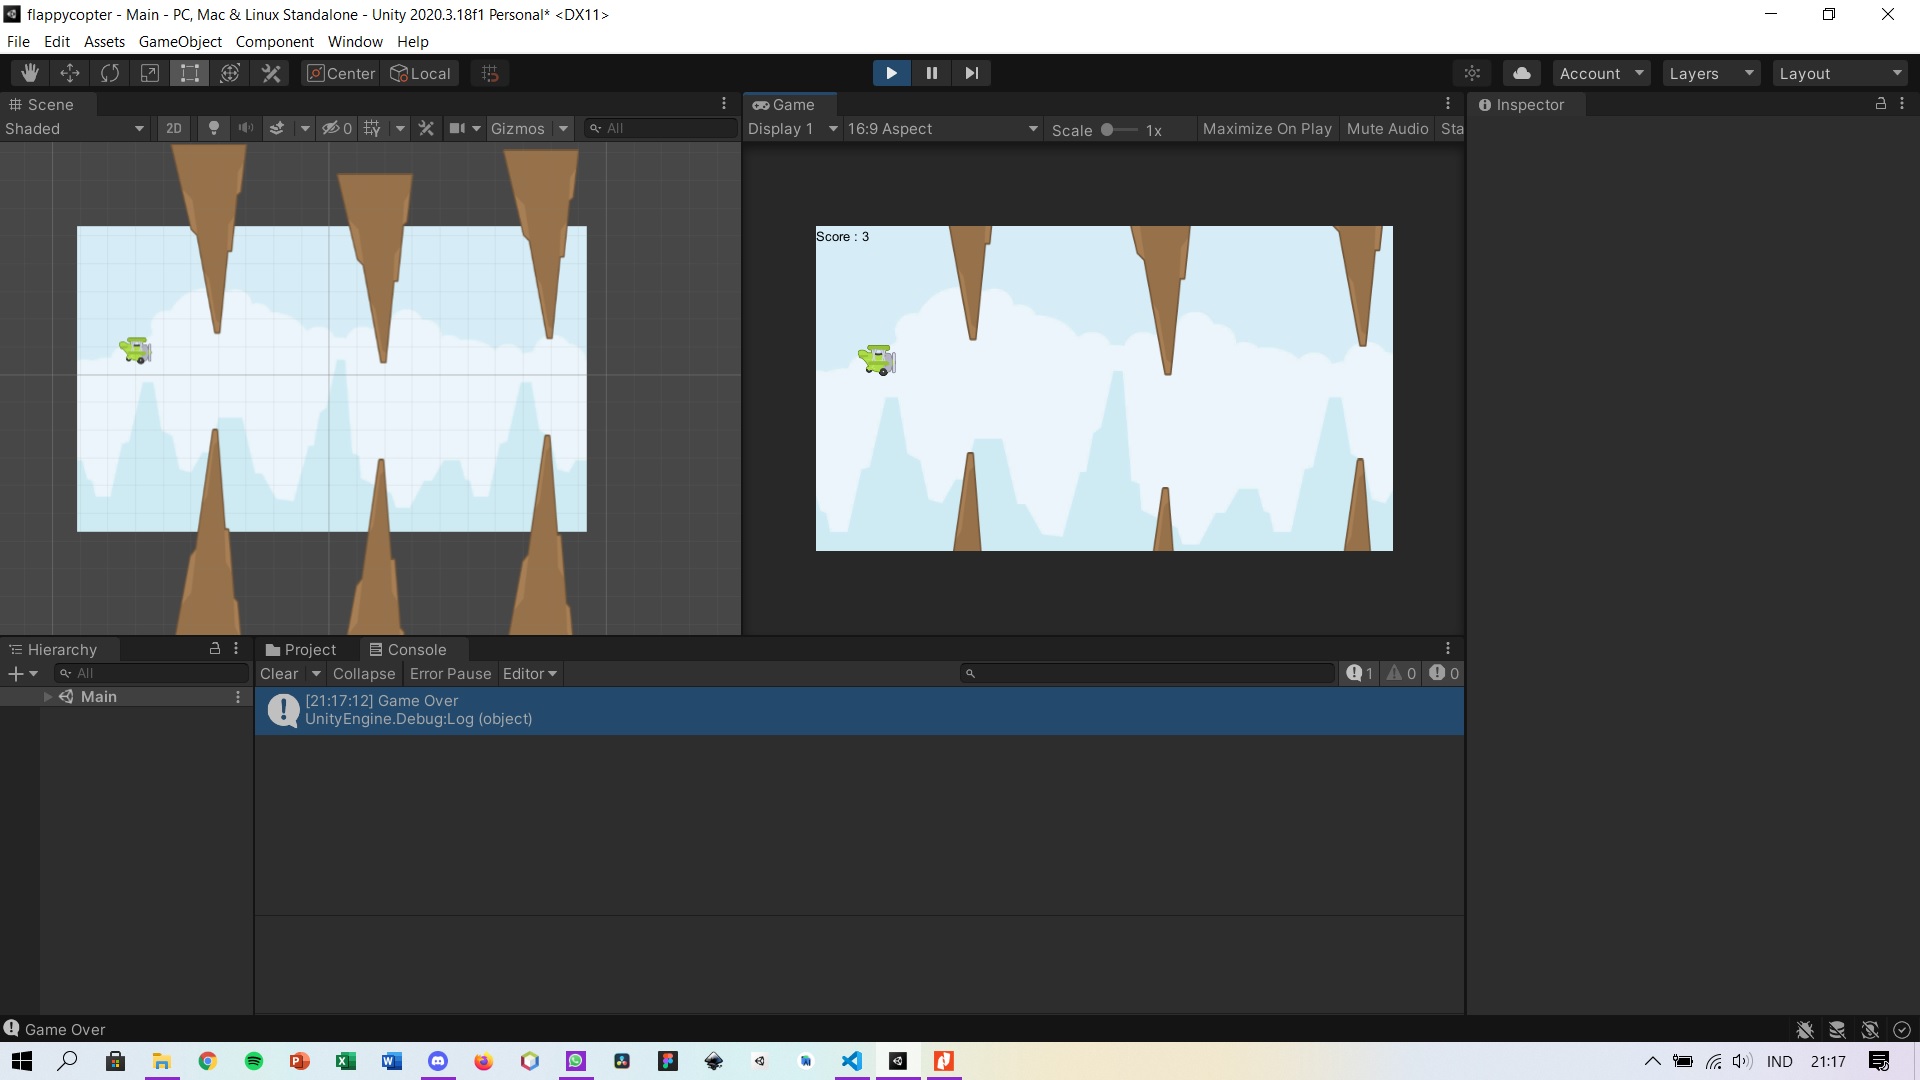 flappycopter - Main - PC, Mac & Linux Standalone - Unity 2020.3.18f1 Personal* <DX11>
File Edit Assets GameObject Component Window Help
Center Local Account Layers Layout
Scene Game Inspector
Shaded 2D 0 Gizmos All Display 1 16:9 Aspect Scale 1x Maximize On Play Mute Audio Sta
Score : 3
Hierarchy Project Console
All Clear Collapse Error Pause Editor 1 0 0
Main
[21:17:12] Game Over
UnityEngine.Debug:Log (object)
Game Over
IND 21:17